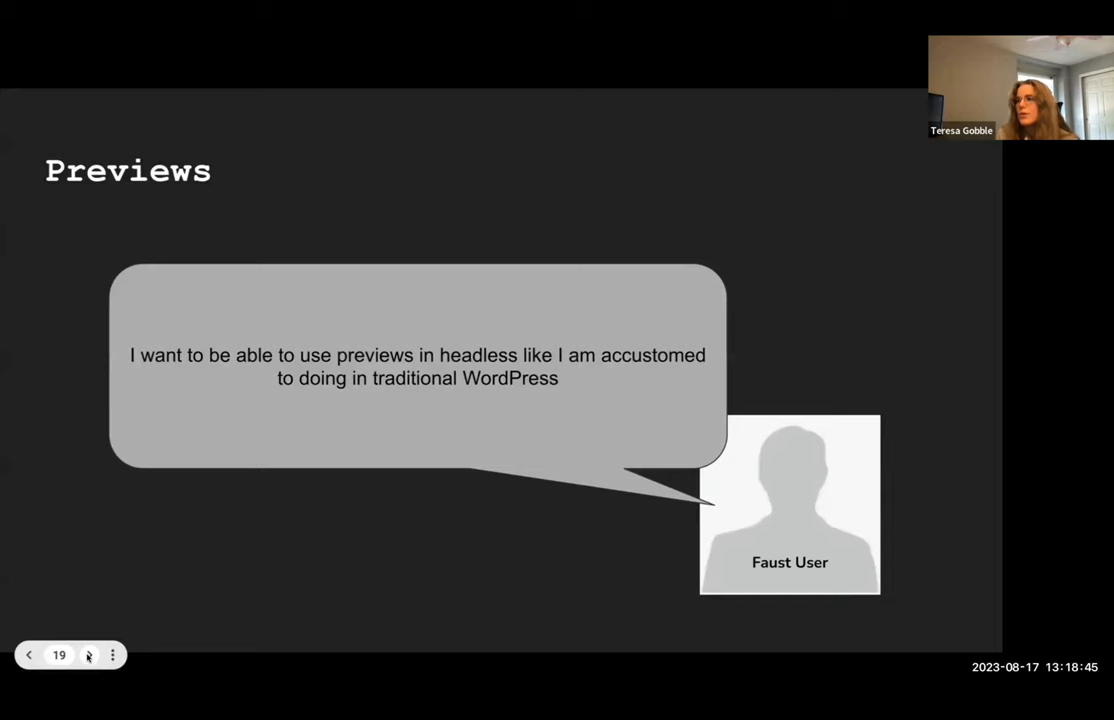 Teresa Gobble
Previews
I want to be able to use previews in headless like I am accustomed
to doing in traditional WordPress
Faust User
19
2023-08-17 13:18:45